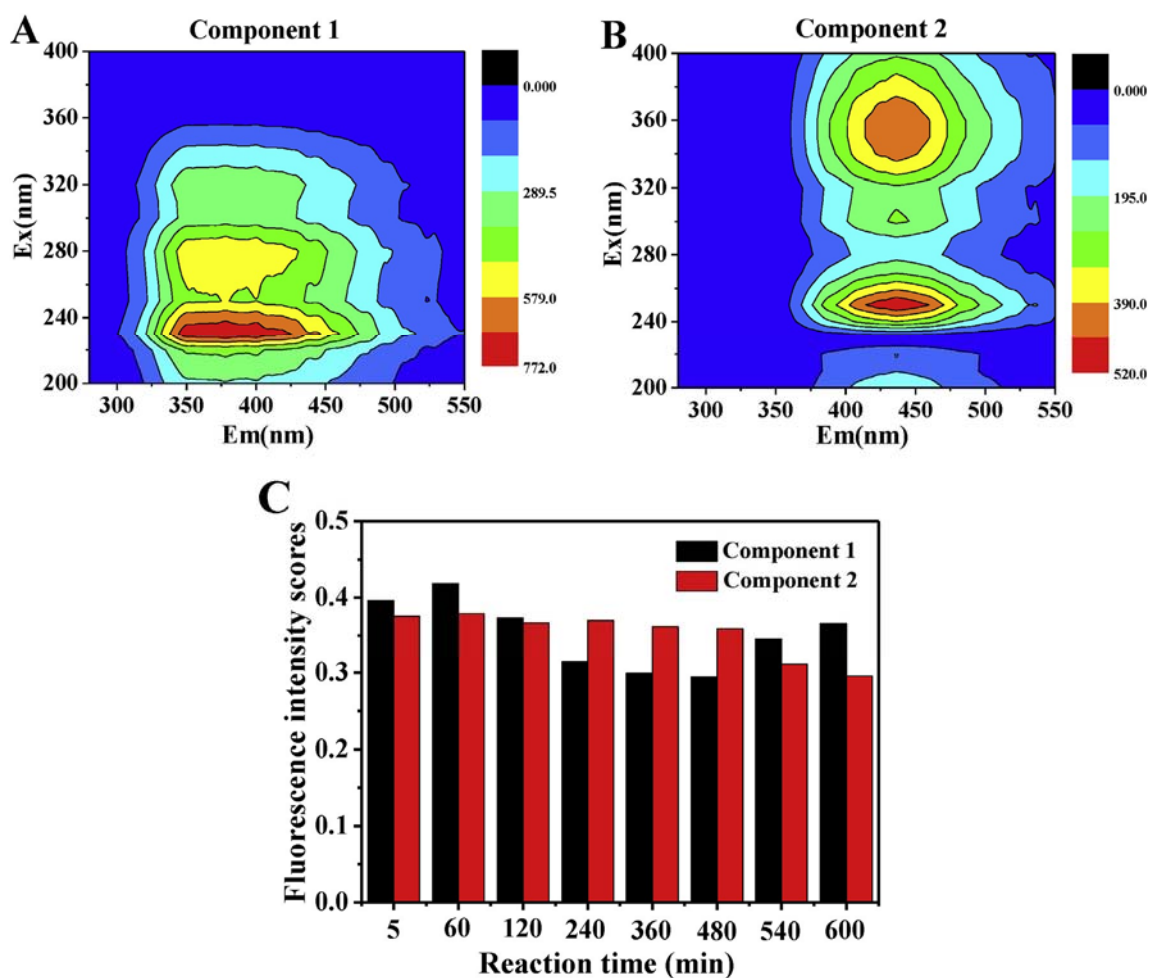 A
Component 1
400
360
320
280
240
200
Ex(nm)
300 350 400 450 500 550
Em(nm)
0.000
289.5
579.0
772.0
B
Component 2
400
360
320
280
240
200
Ex(nm)
300 350 400 450 500 550
Em(nm)
0.000
195.0
390.0
520.0
C
0.5
0.4
0.3
0.2
0.1
0.0
Fluorescence intensity scores
Component 1
Component 2
5 60 120 240 360 480 540 600
Reaction time (min)